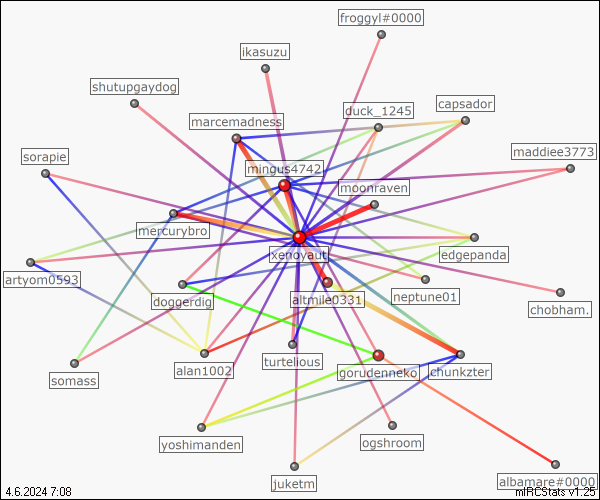 froggyl#0000
ikasuzu
shutupgaydog
duck_1245
capsador
marcemadness
maddiee3773
sorapie
mingus4742
moonraven
mercurybro
xenoyaut
edgepanda
artyom0593
doggerdig
altmile0331
neptune01
chobham.
turtelious
alan1002
gorudenneko
chunkzter
somass
yoshimanden
ogshroom
juketm
albamare#0000
4.6.2024 7:08
mIRCStats v1.25